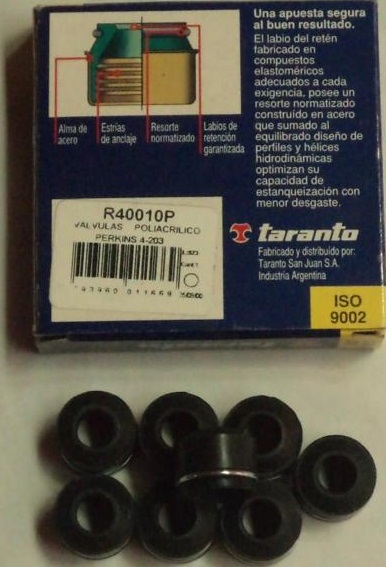 Una apuesta segura
al buen resultado.
El labio del retén
fabricado en
compuestos
elastoméricos
adecuados a cada
exigencia, posee un
resorte normatizado
construído en acero
que sumado al
equilibrado diseño de
perfiles y hélices
hidrodinámicas
optimizan su
capacidad de
estanqueización con
menor desgaste.
Alma de
acero
Estrías
de anclaje
Resorte
normatizado
Labios de
retención
garantizada
R40010P
VALVULAS POLIACRILICO
PERKINS 4-203
taranto
Fabricado y distribuido por:
Taranto San Juan S.A.
Industria Argentina
ISO
9002